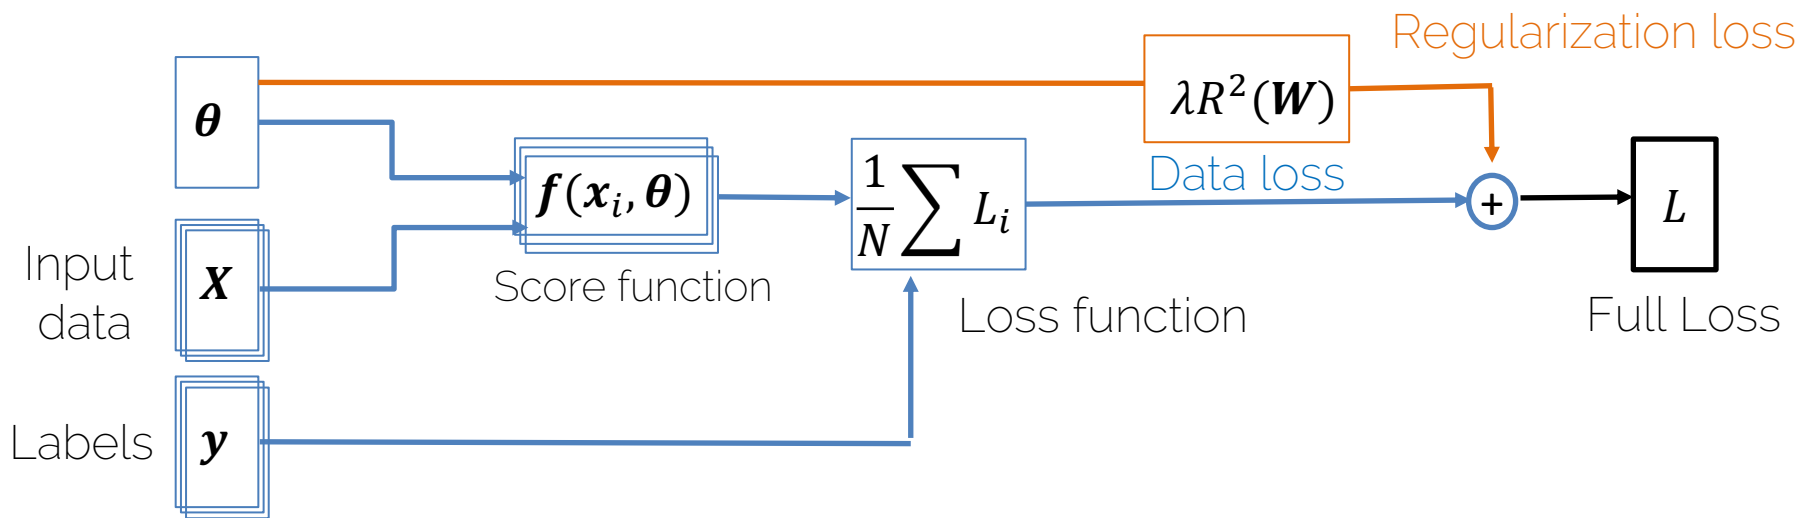 Regularization loss
θ
λR²(W)
Data loss
f(xᵢ, θ)
1/N ∑ Lᵢ
+
L
Input
data
X
Score function
Loss function
Full Loss
Labels
y